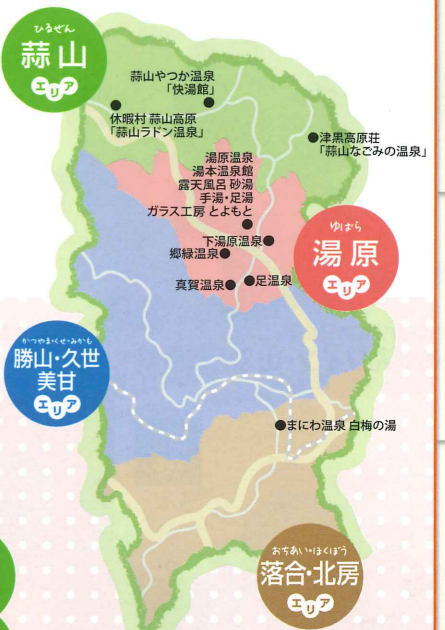 ひるぜん
蒜山
エリア
蒜山やつか温泉
「快湯館」
休暇村 蒜山高原
「蒜山ラドン温泉」
津黒高原荘
「蒜山なごみの温泉」
湯原温泉
湯本温泉館
露天風呂 砂湯
手湯・足湯
ガラス工房 とよもと
下湯原温泉
郷緑温泉
真賀温泉
足温泉
ゆばら
湯原
エリア
かつやま・くせ・みかも
勝山・久世
美甘
エリア
まにわ温泉 白梅の湯
おちあい・ほくぼう
落合・北房
エリア